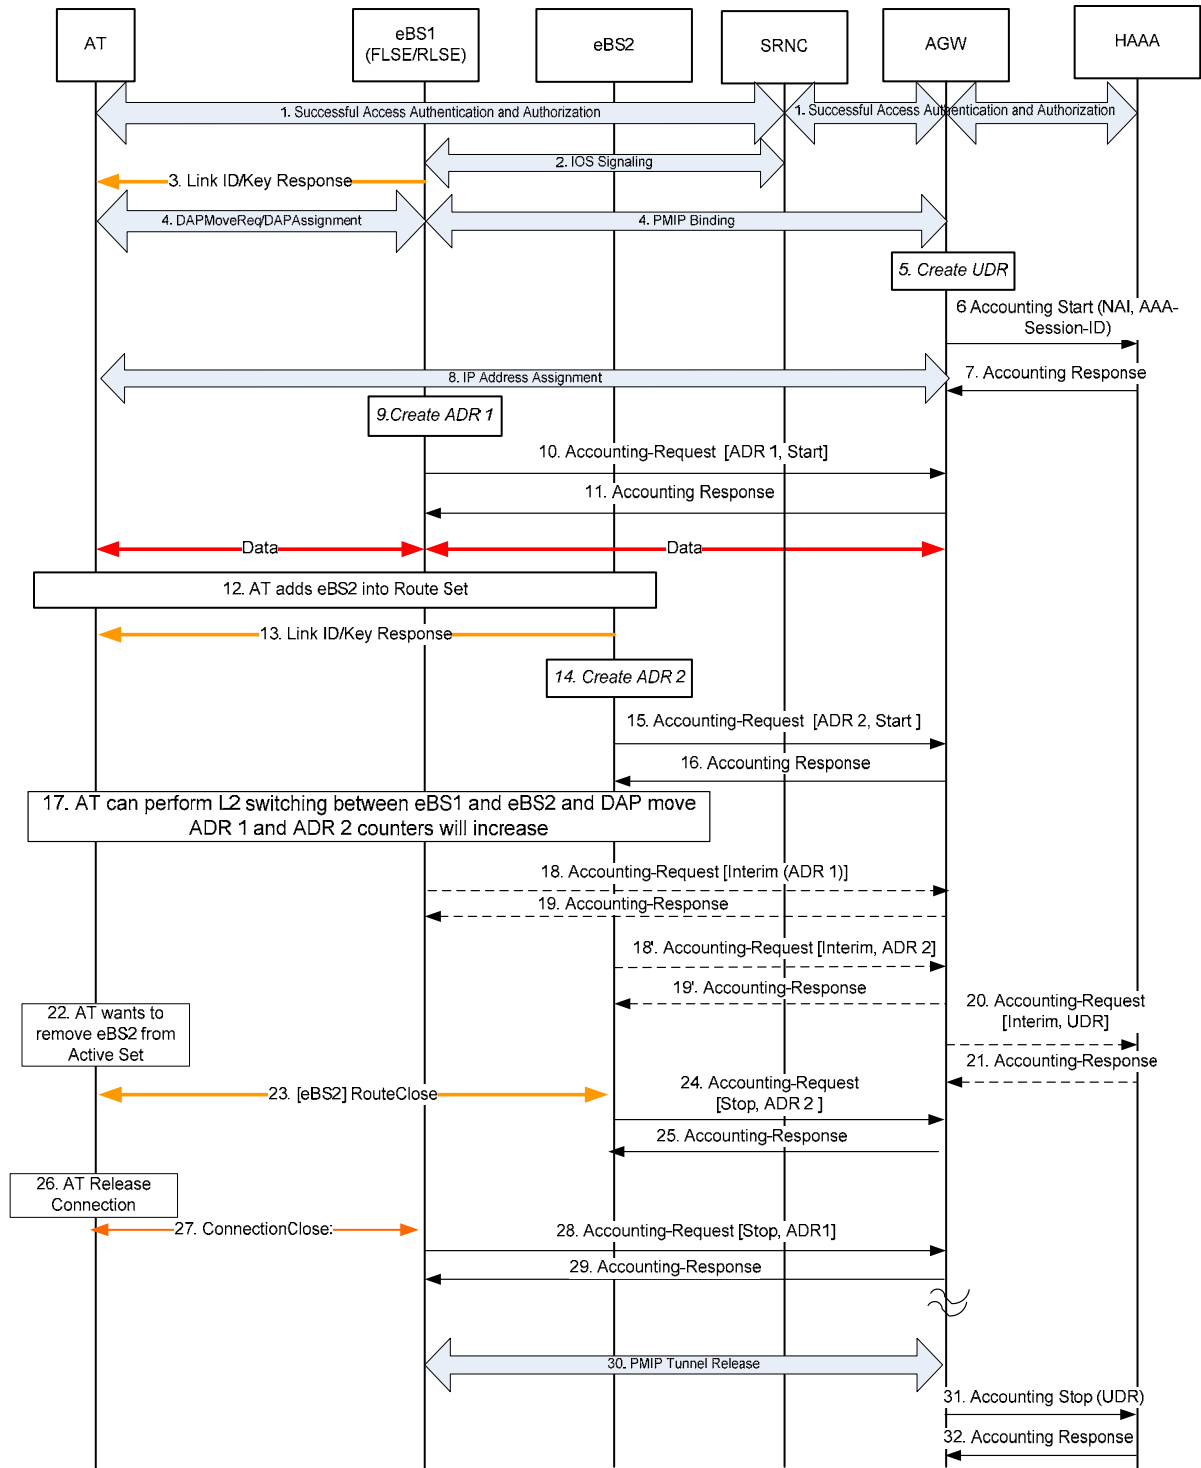 AT
eBS1
(FLSE/RLSE)
eBS2
SRNC
AGW
HAAA
1. Successful Access Authentication and Authorization
1. Successful Access Authentication and Authorization
2. IOS Signaling
3. Link ID/Key Response
4. DAPMoveReq/DAPAssignment
4. PMIP Binding
5. Create UDR
6 Accounting Start (NAI, AAA-
Session-ID)
8. IP Address Assignment
7. Accounting Response
9.Create ADR 1
10. Accounting-Request [ADR 1, Start]
11. Accounting Response
Data
Data
12. AT adds eBS2 into Route Set
13. Link ID/Key Response
14. Create ADR 2
15. Accounting-Request [ADR 2, Start ]
16. Accounting Response
17. AT can perform L2 switching between eBS1 and eBS2 and DAP move
ADR 1 and ADR 2 counters will increase
18. Accounting-Request [Interim (ADR 1)]
19. Accounting-Response
18'. Accounting-Request [Interim, ADR 2]
19'. Accounting-Response
20. Accounting-Request
[Interim, UDR]
22. AT wants to
remove eBS2 from
Active Set
21. Accounting-Response
23. [eBS2] RouteClose
24. Accounting-Request
[Stop, ADR 2 ]
25. Accounting-Response
26. AT Release
Connection
27. ConnectionClose:
28. Accounting-Request [Stop, ADR1]
29. Accounting-Response
30. PMIP Tunnel Release
31. Accounting Stop (UDR)
32. Accounting Response